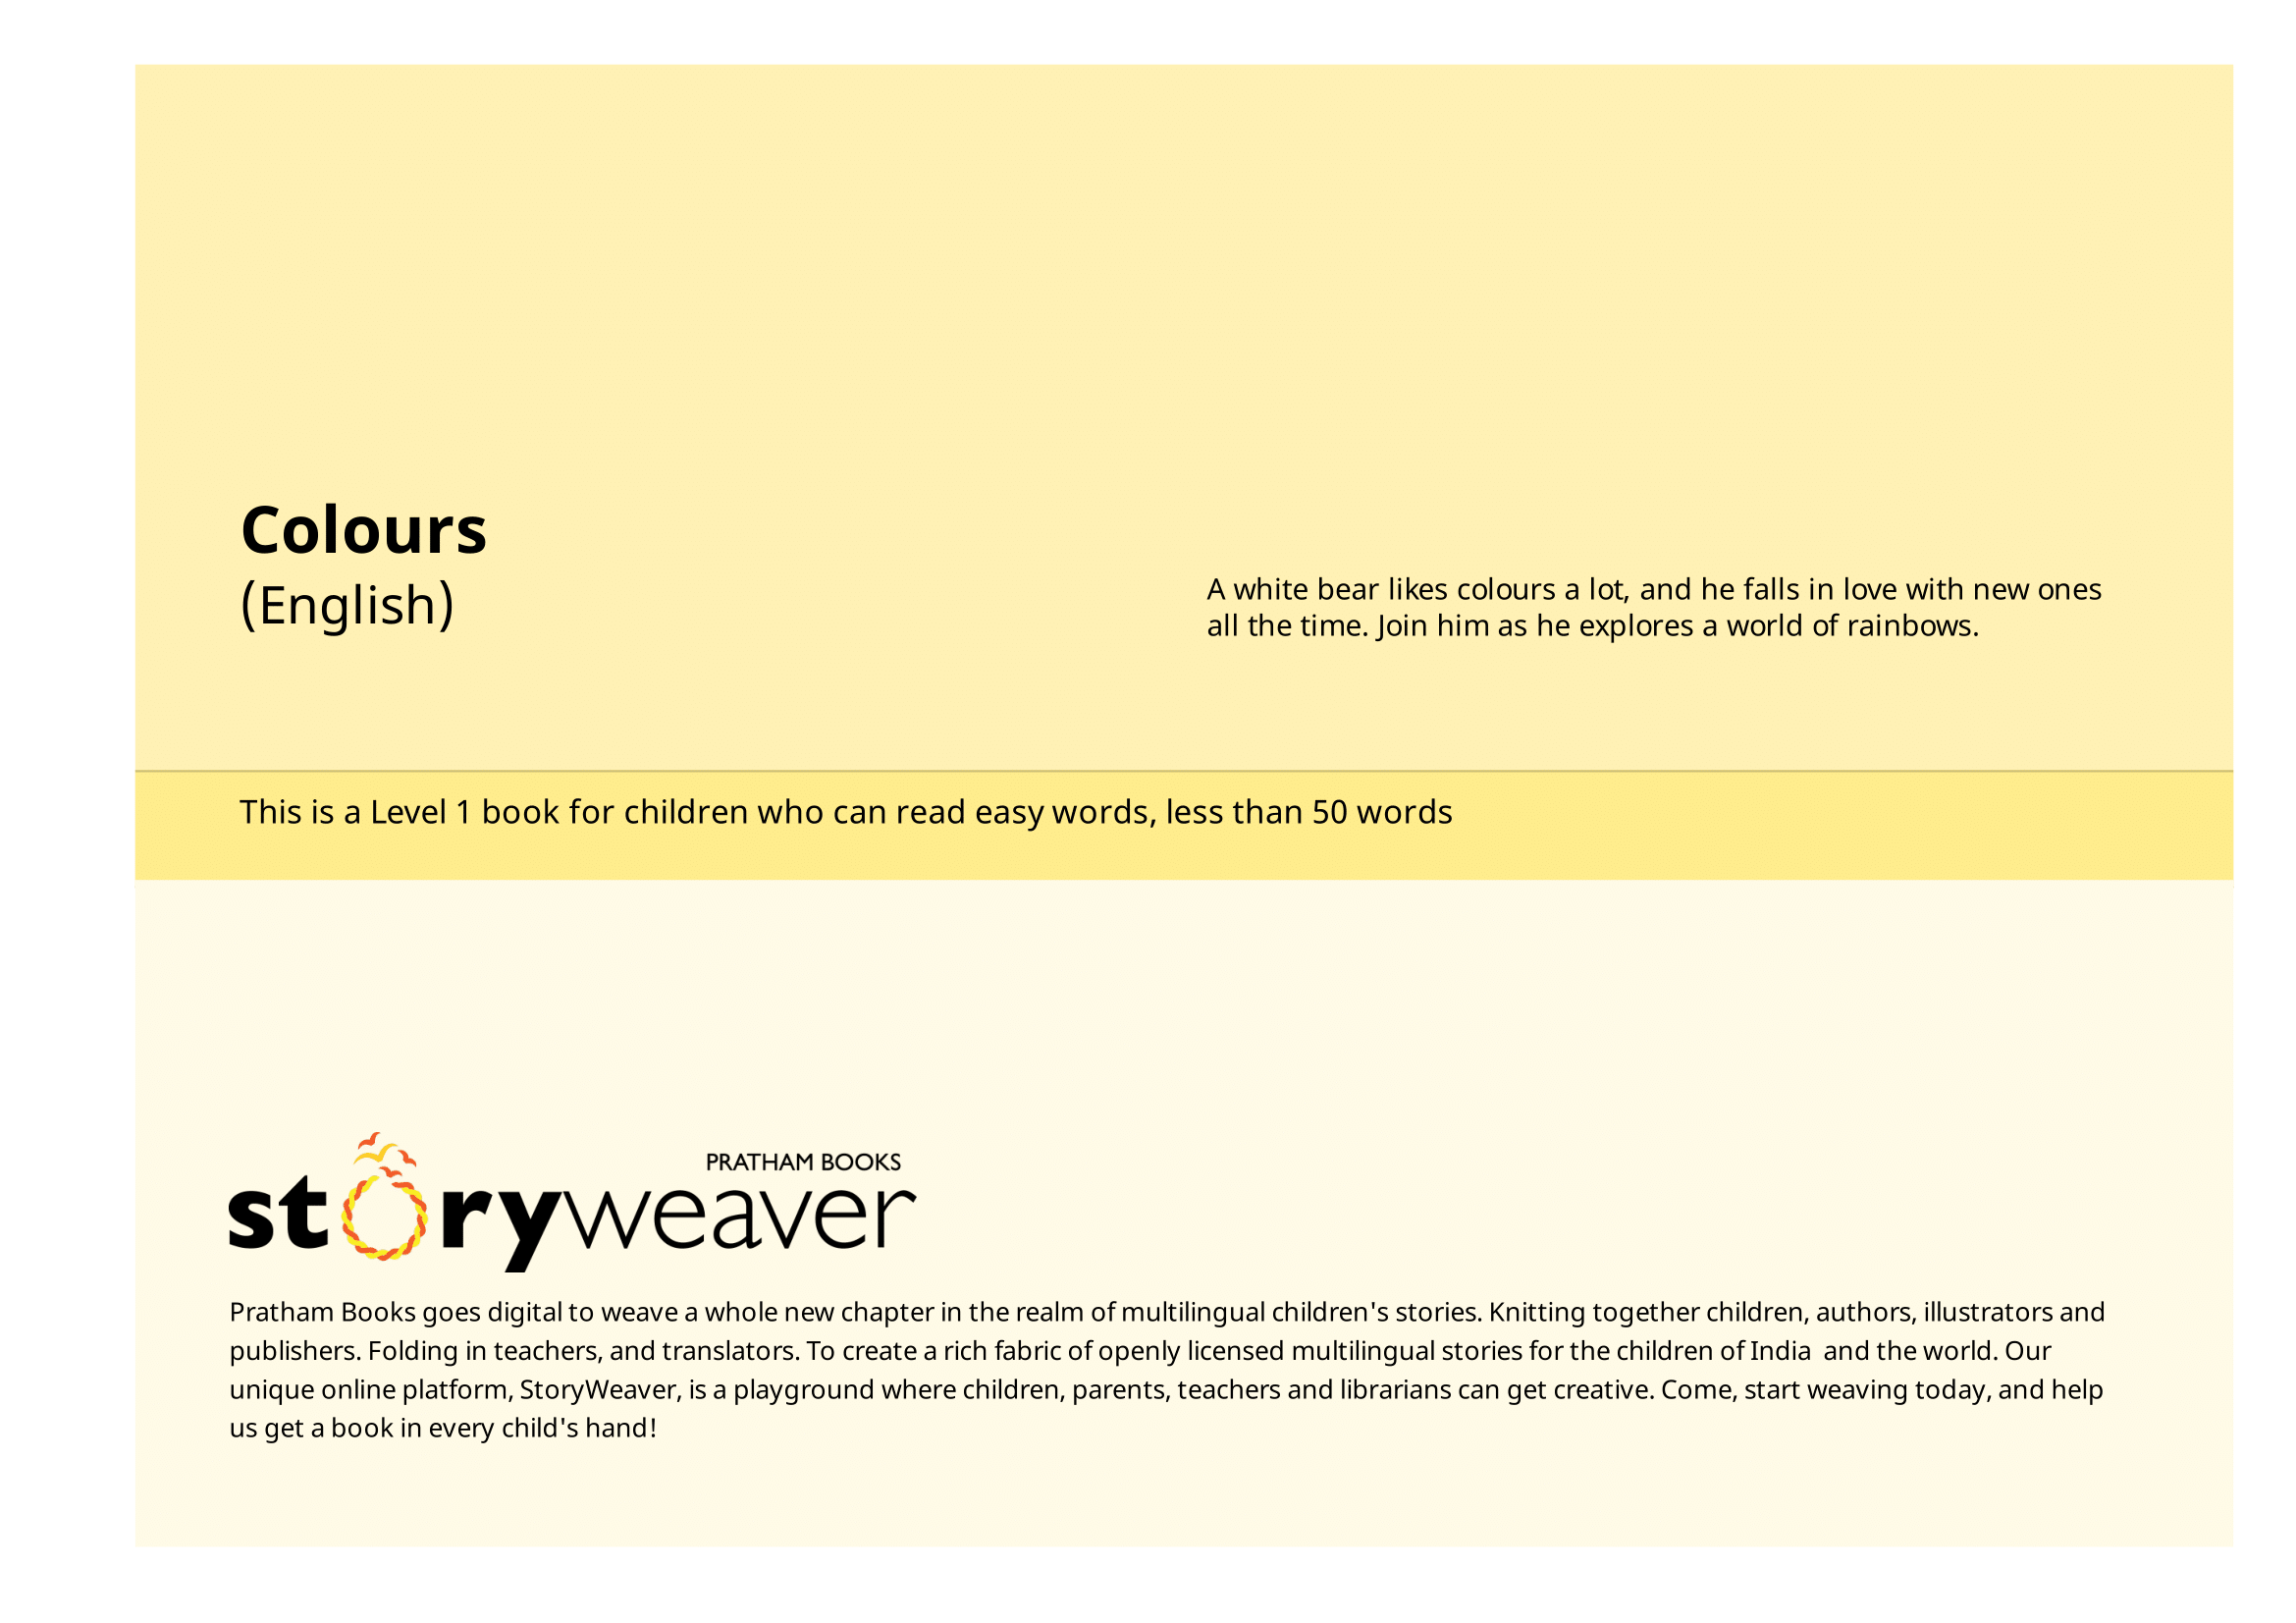 Colours
(English)
A white bear likes colours a lot, and he falls in love with new ones
all the time. Join him as he explores a world of rainbows.
This is a Level 1 book for children who can read easy words, less than 50 words
PRATHAM BOOKS
storyweaver
Pratham Books goes digital to weave a whole new chapter in the realm of multilingual children's stories. Knitting together children, authors, illustrators and
publishers. Folding in teachers, and translators. To create a rich fabric of openly licensed multilingual stories for the children of India  and the world. Our
unique online platform, StoryWeaver, is a playground where children, parents, teachers and librarians can get creative. Come, start weaving today, and help
us get a book in every child's hand!